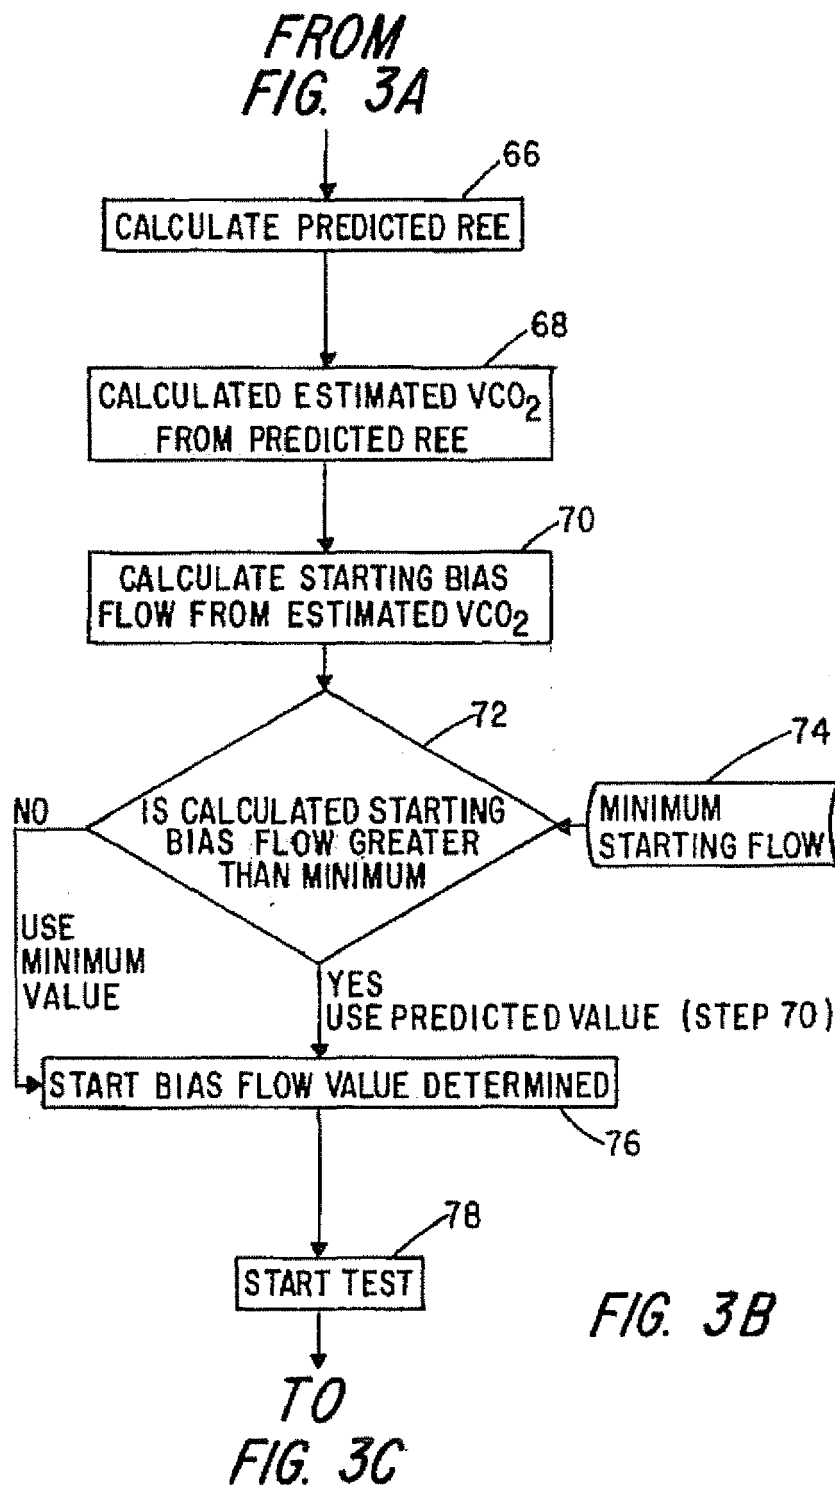 FROM
FIG. 3A
66
CALCULATE PREDICTED REE
68
CALCULATED ESTIMATED VCO₂
FROM PREDICTED REE
70
CALCULATE STARTING BIAS
FLOW FROM ESTIMATED VCO₂
72
74
NO
IS CALCULATED STARTING
BIAS FLOW GREATER
THAN MINIMUM
MINIMUM
STARTING FLOW
USE
MINIMUM
VALUE
YES
USE PREDICTED VALUE (STEP 70)
START BIAS FLOW VALUE DETERMINED
76
78
START TEST
FIG. 3B
TO
FIG. 3C